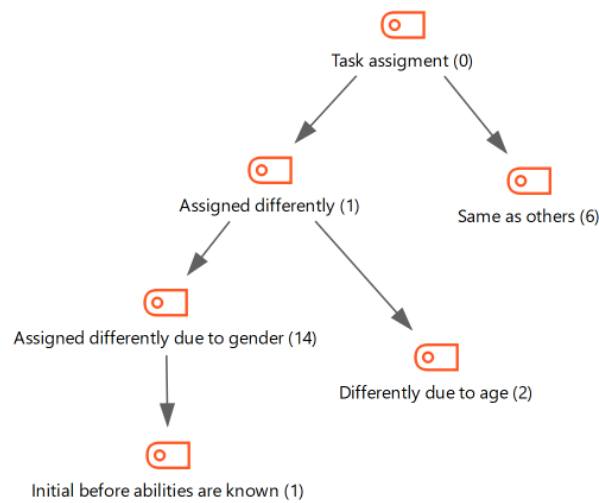 Task assigment (0)
Assigned differently (1)
Same as others (6)
Assigned differently due to gender (14)
Differently due to age (2)
Initial before abilities are known (1)